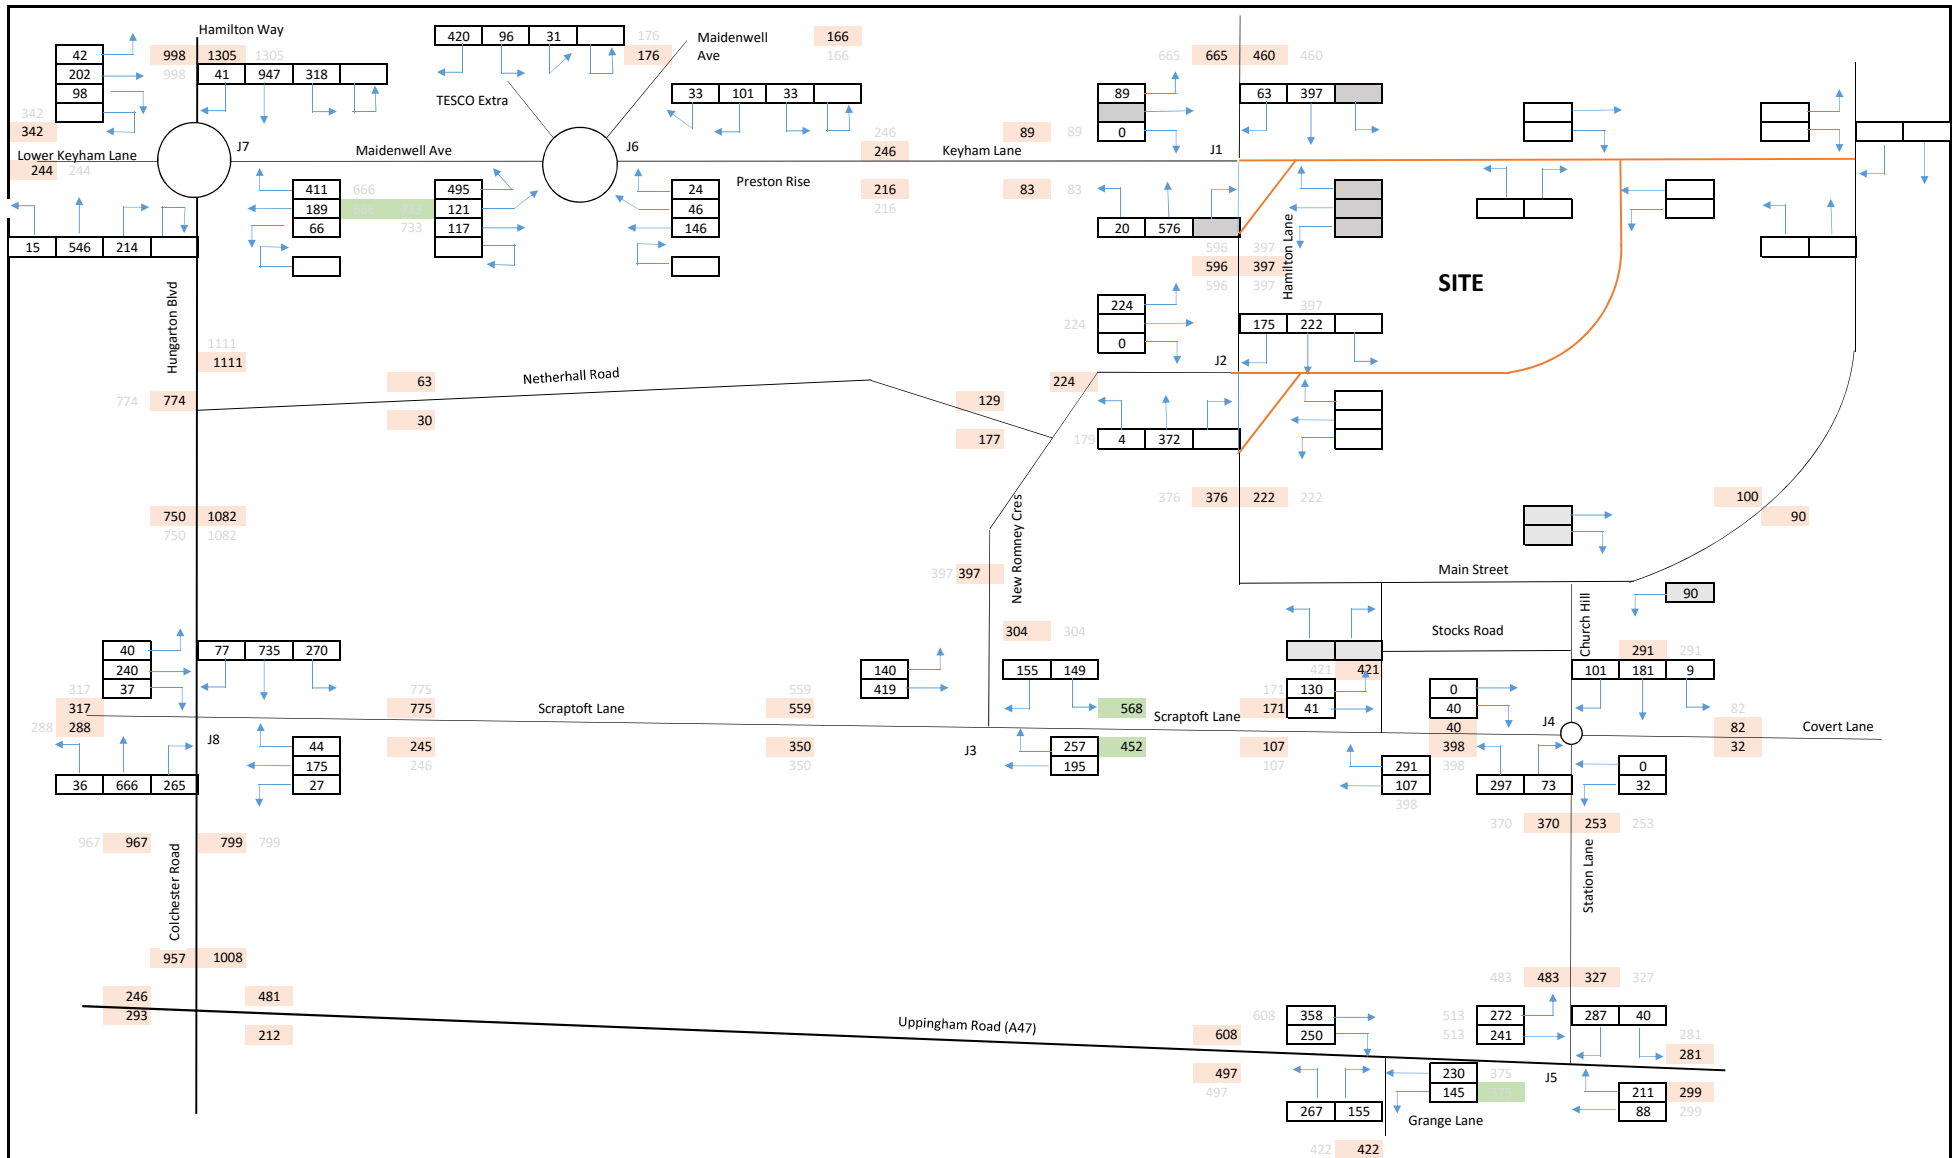 Hamilton Way
420 96 31 176
Maidenwell 166
42 998 1305 1305
176 Ave 166
665 665 460 460
202 998 41 947 318
98
TESCO Extra
33 101 33
89 63 397
342
342
J7 J6
246 89 89 0
Lower Keyham Lane Maidenwell Ave 246 Keyham Lane J1
244 244
Preston Rise
411 666 495 24 216 83 83
189 121 46 216
66 733 117 146 20 576
15 546 214
596 397
596 397
596 397
Hamilton Lane
SITE
Hungarton Blvd
224 397
224 175 222
0
1111
1111
J2
Netherhall Road
63 224
774 774 129
30
177 179 4 372
376 376 222 222
100
750 1082 90
750 1082
New Romney Cres
Main Street
397 397
90
Church Hill
304 304 Stocks Road
40 77 735 270
291 291
240 140 155 149 421 421 101 181 9
37 419
317 775 559 171 130 0
317 775 Scraptoft Lane 559 568 Scraptoft Lane 171 41 40 82
288 288 40 J4 82 Covert Lane
J8 44 245 350 J3 257 452 107 398 32
175 246 350 195 107 291 398 0
36 666 265 27 107 297 73 32
398
370 370 253 253
967 967 799 799
Colchester Road
Station Lane
957 1008
483 483 327 327
246 481
293
608 358 513 272 287 40
Uppingham Road (A47)
212 608 250 513 241 281
281
497 230 375 J5
497 145 375 211 299
267 155 88 299
Grange Lane
422 422